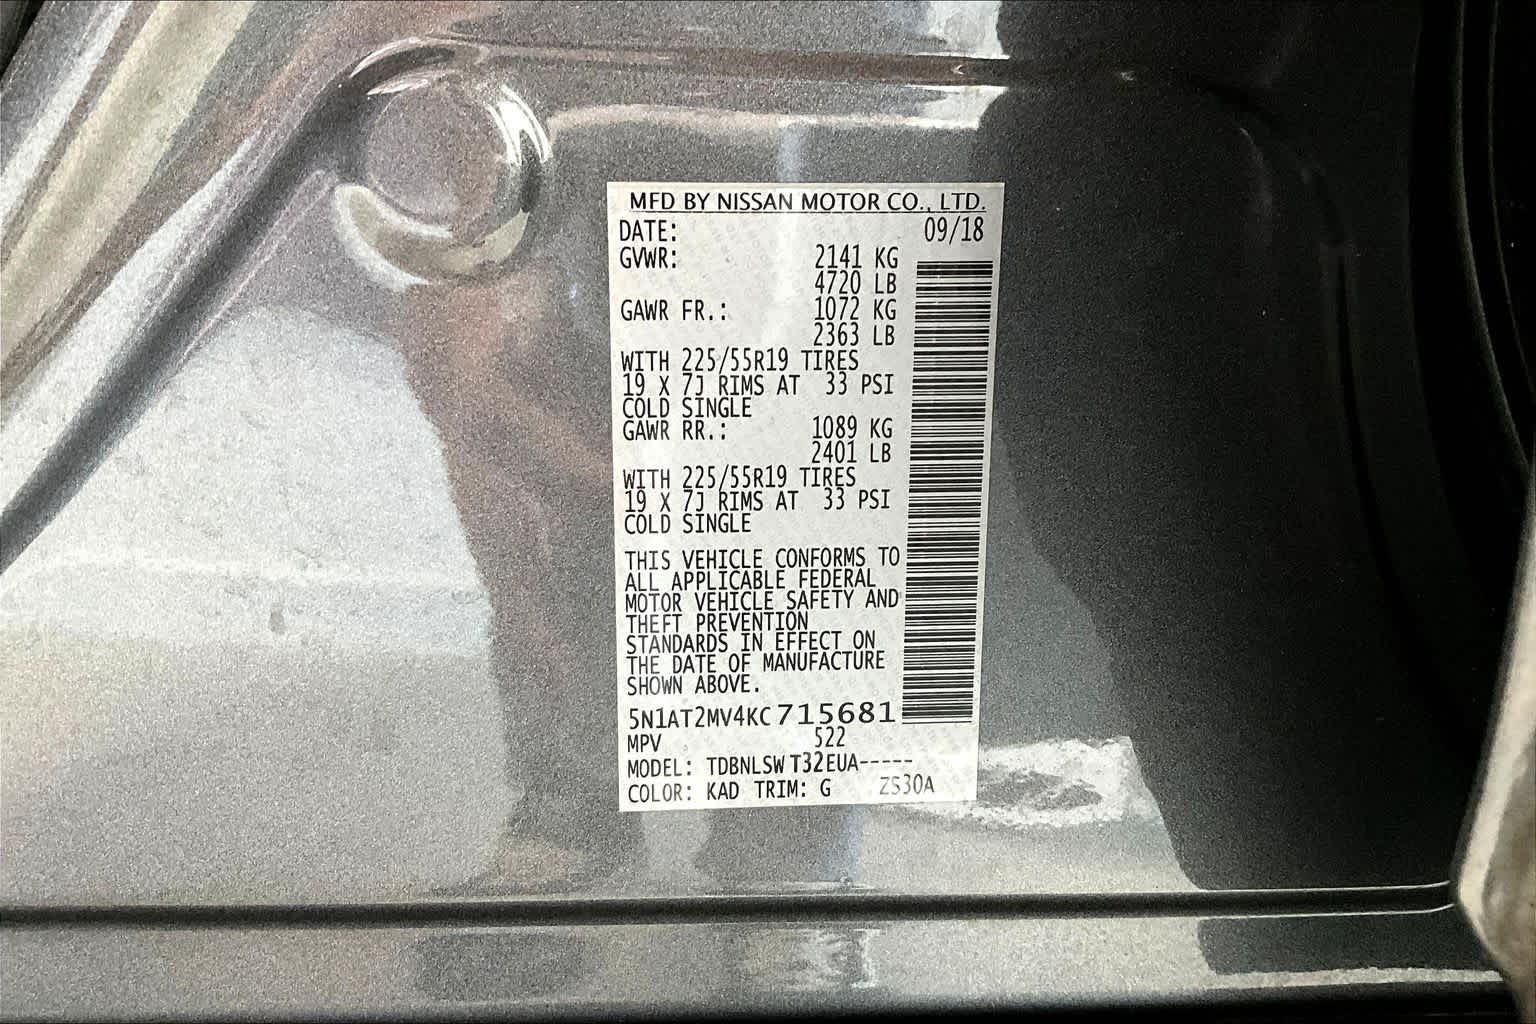 MFD BY NISSAN MOTOR CO., LTD.
DATE: 09/18
GVWR: 2141 KG
4720 LB
GAWR FR.: 1072 KG
2363 LB
WITH 225/55R19 TIRES
19 X 7J RIMS AT 33 PSI
COLD SINGLE
GAWR RR.: 1089 KG
2401 LB
WITH 225/55R19 TIRES
19 X 7J RIMS AT 33 PSI
COLD SINGLE
THIS VEHICLE CONFORMS TO
ALL APPLICABLE FEDERAL
MOTOR VEHICLE SAFETY AND
THEFT PREVENTION
STANDARDS IN EFFECT ON
THE DATE OF MANUFACTURE
SHOWN ABOVE.
5N1AT2MV4KC715681
MPV 522
MODEL: TDBNLSWT32EUA-----
COLOR: KAD TRIM: G ZS30A